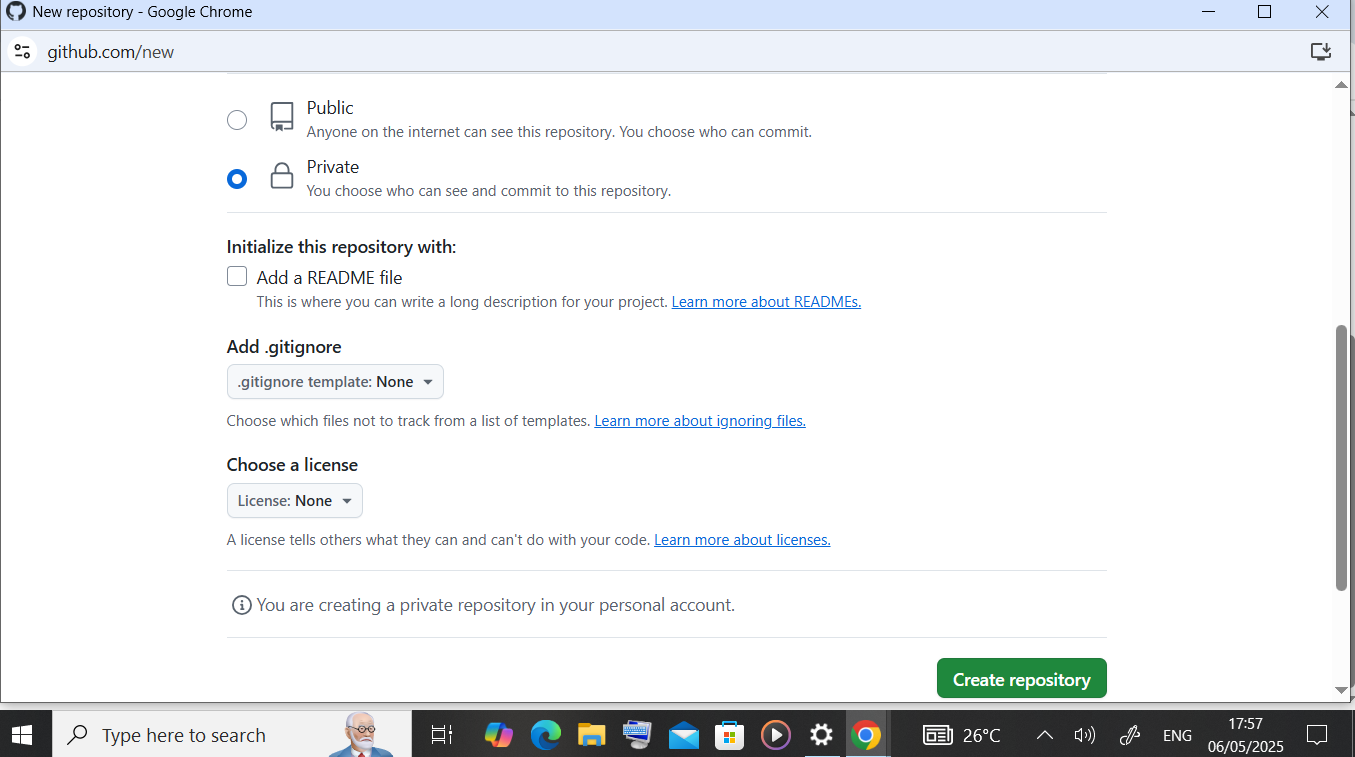 New repository - Google Chrome
github.com/new
Public
Anyone on the internet can see this repository. You choose who can commit.
Private
You choose who can see and commit to this repository.
Initialize this repository with:
Add a README file
This is where you can write a long description for your project. Learn more about READMEs.
Add .gitignore
.gitignore template: None
Choose which files not to track from a list of templates. Learn more about ignoring files.
Choose a license
License: None
A license tells others what they can and can't do with your code. Learn more about licenses.
You are creating a private repository in your personal account.
Create repository
Type here to search
26°C
ENG
17:57
06/05/2025